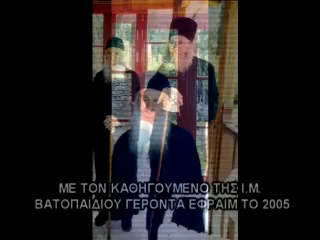 ΜΕ ΤΟΝ ΚΑΘΗΓΟΥΜΕΝΟ ΤΗΣ Ι.Μ.
ΒΑΤΟΠΑΙΔΙΟΥ ΓΕΡΟΝΤΑ ΕΦΡΑΙΜ ΤΟ 2005